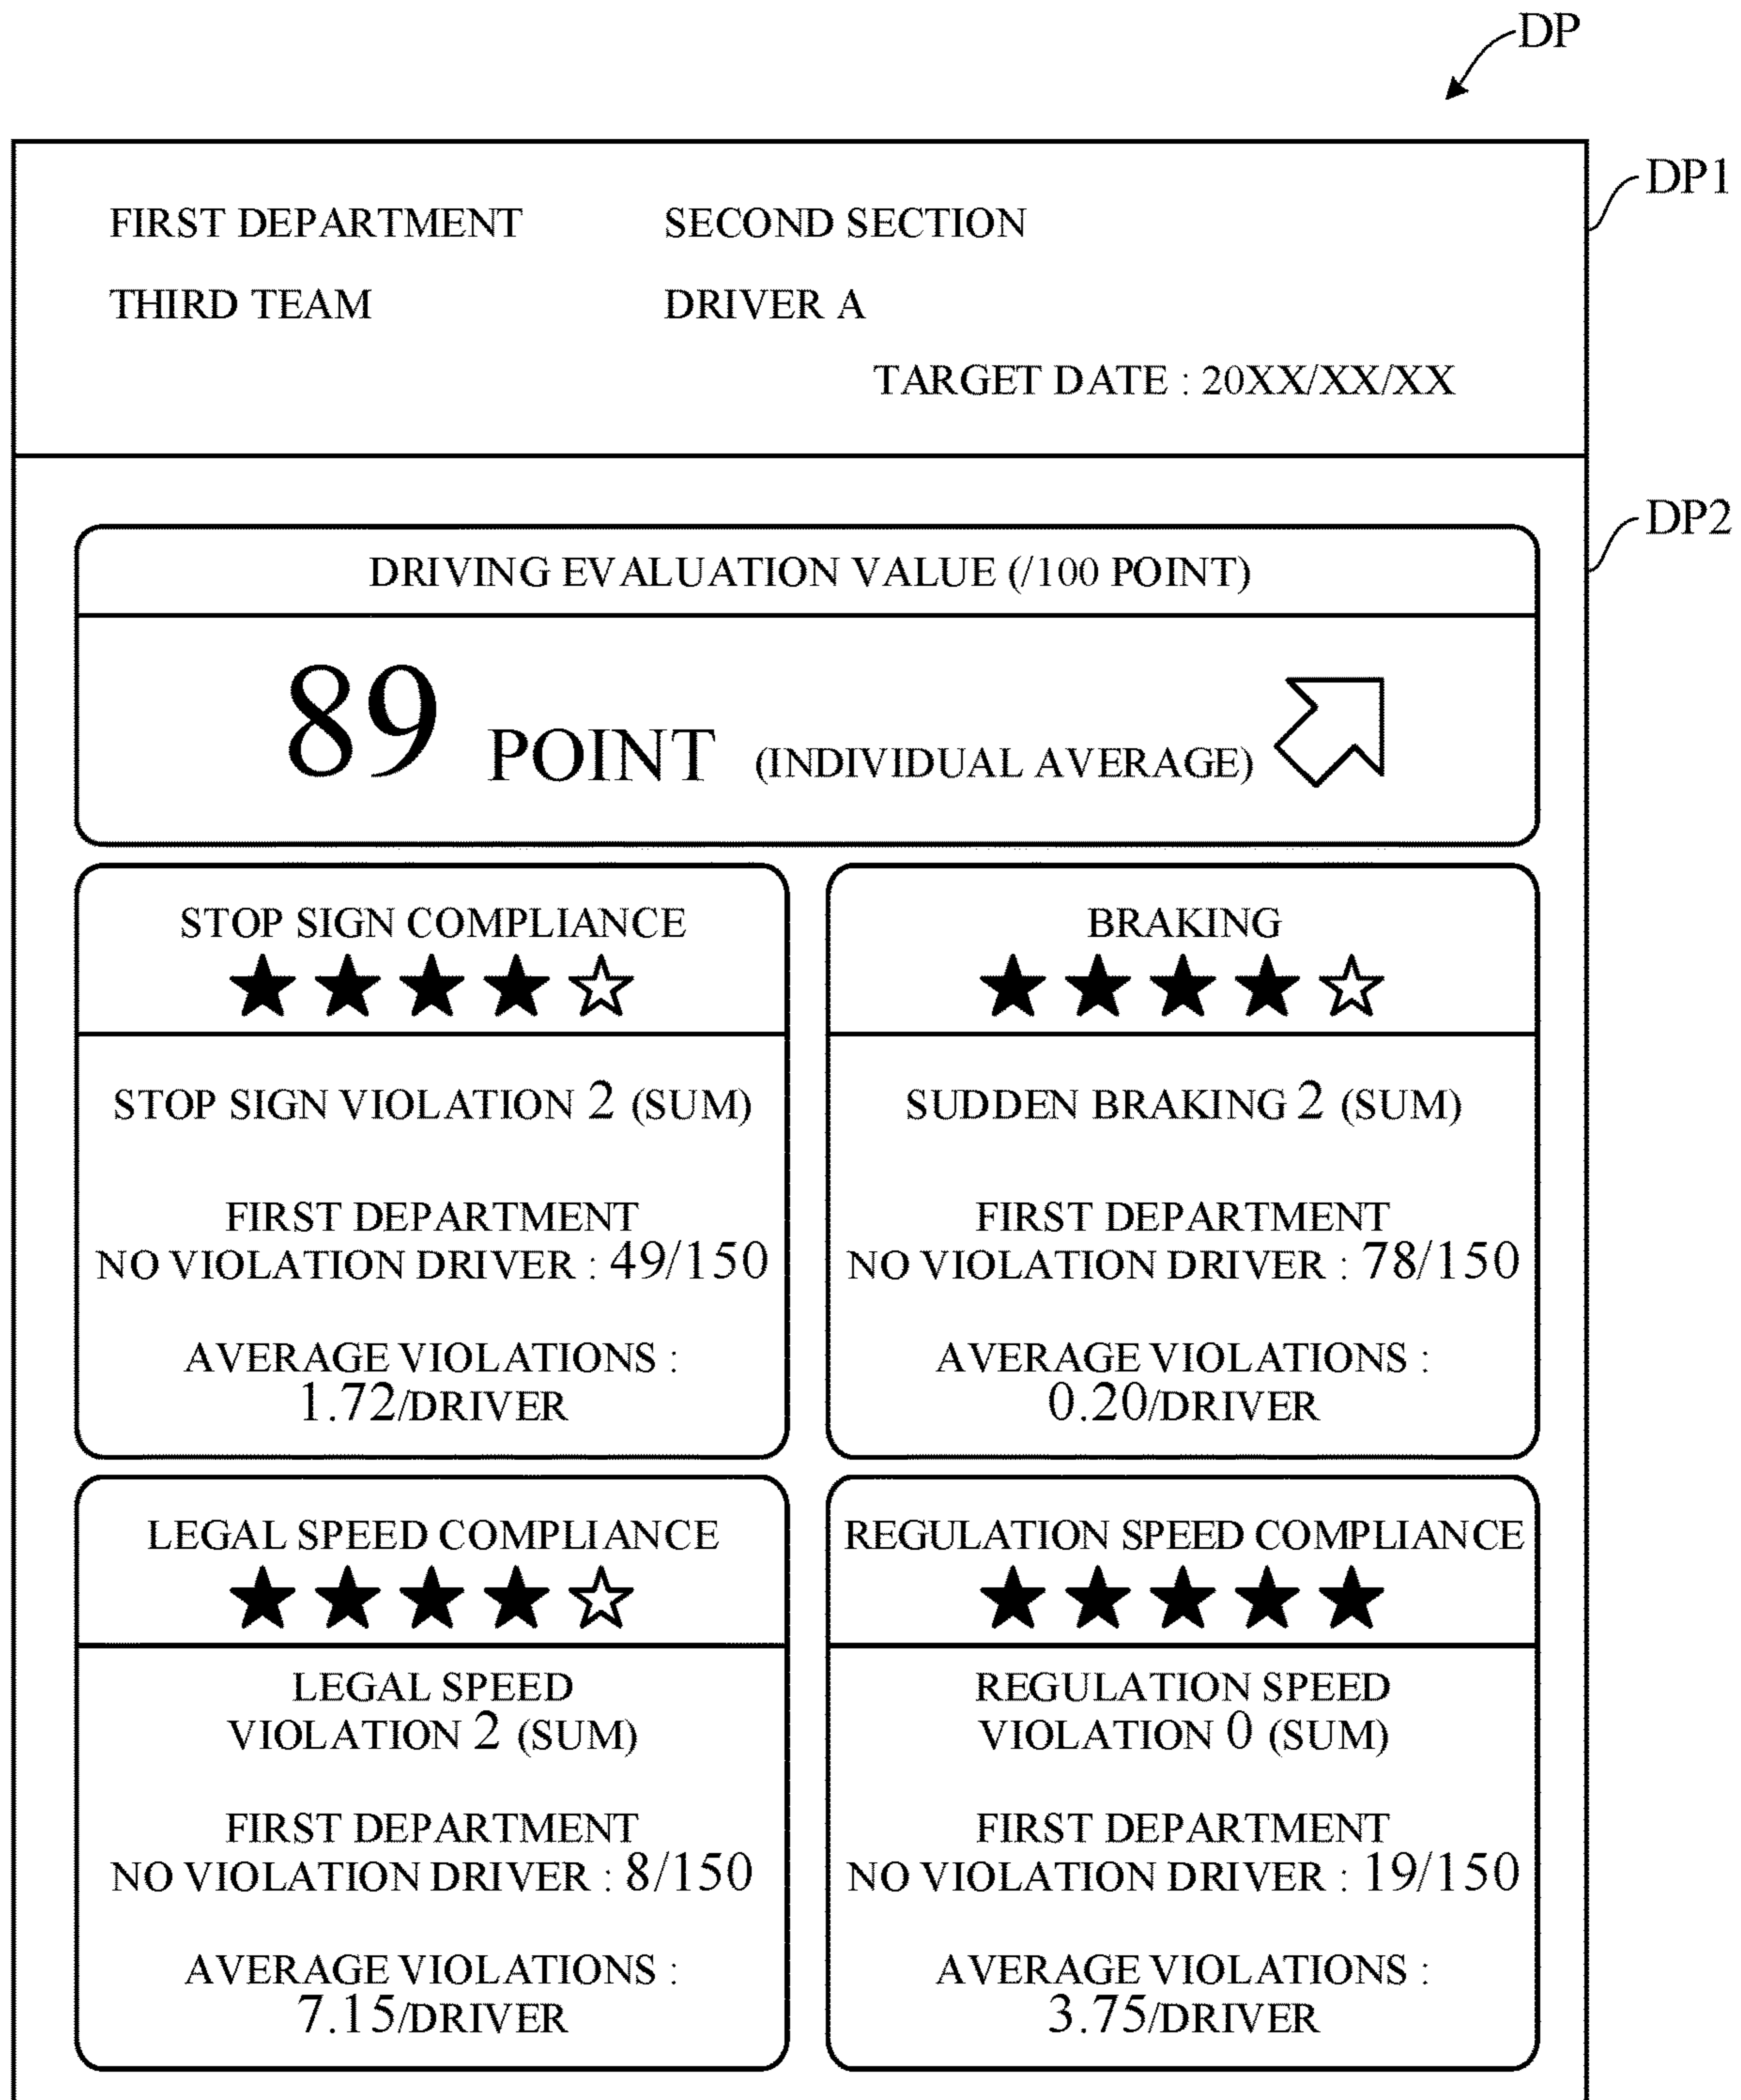 DP
DP1
FIRST DEPARTMENT SECOND SECTION
THIRD TEAM DRIVER A
TARGET DATE : 20XX/XX/XX
DP2
DRIVING EVALUATION VALUE (/100 POINT)
89 POINT (INDIVIDUAL AVERAGE)
STOP SIGN COMPLIANCE
★★★★☆
STOP SIGN VIOLATION 2 (SUM)
FIRST DEPARTMENT
NO VIOLATION DRIVER : 49/150
AVERAGE VIOLATIONS :
1.72/DRIVER
BRAKING
★★★★☆
SUDDEN BRAKING 2 (SUM)
FIRST DEPARTMENT
NO VIOLATION DRIVER : 78/150
AVERAGE VIOLATIONS :
0.20/DRIVER
LEGAL SPEED COMPLIANCE
★★★★☆
LEGAL SPEED
VIOLATION 2 (SUM)
FIRST DEPARTMENT
NO VIOLATION DRIVER : 8/150
AVERAGE VIOLATIONS :
7.15/DRIVER
REGULATION SPEED COMPLIANCE
★★★★★
REGULATION SPEED
VIOLATION 0 (SUM)
FIRST DEPARTMENT
NO VIOLATION DRIVER : 19/150
AVERAGE VIOLATIONS :
3.75/DRIVER